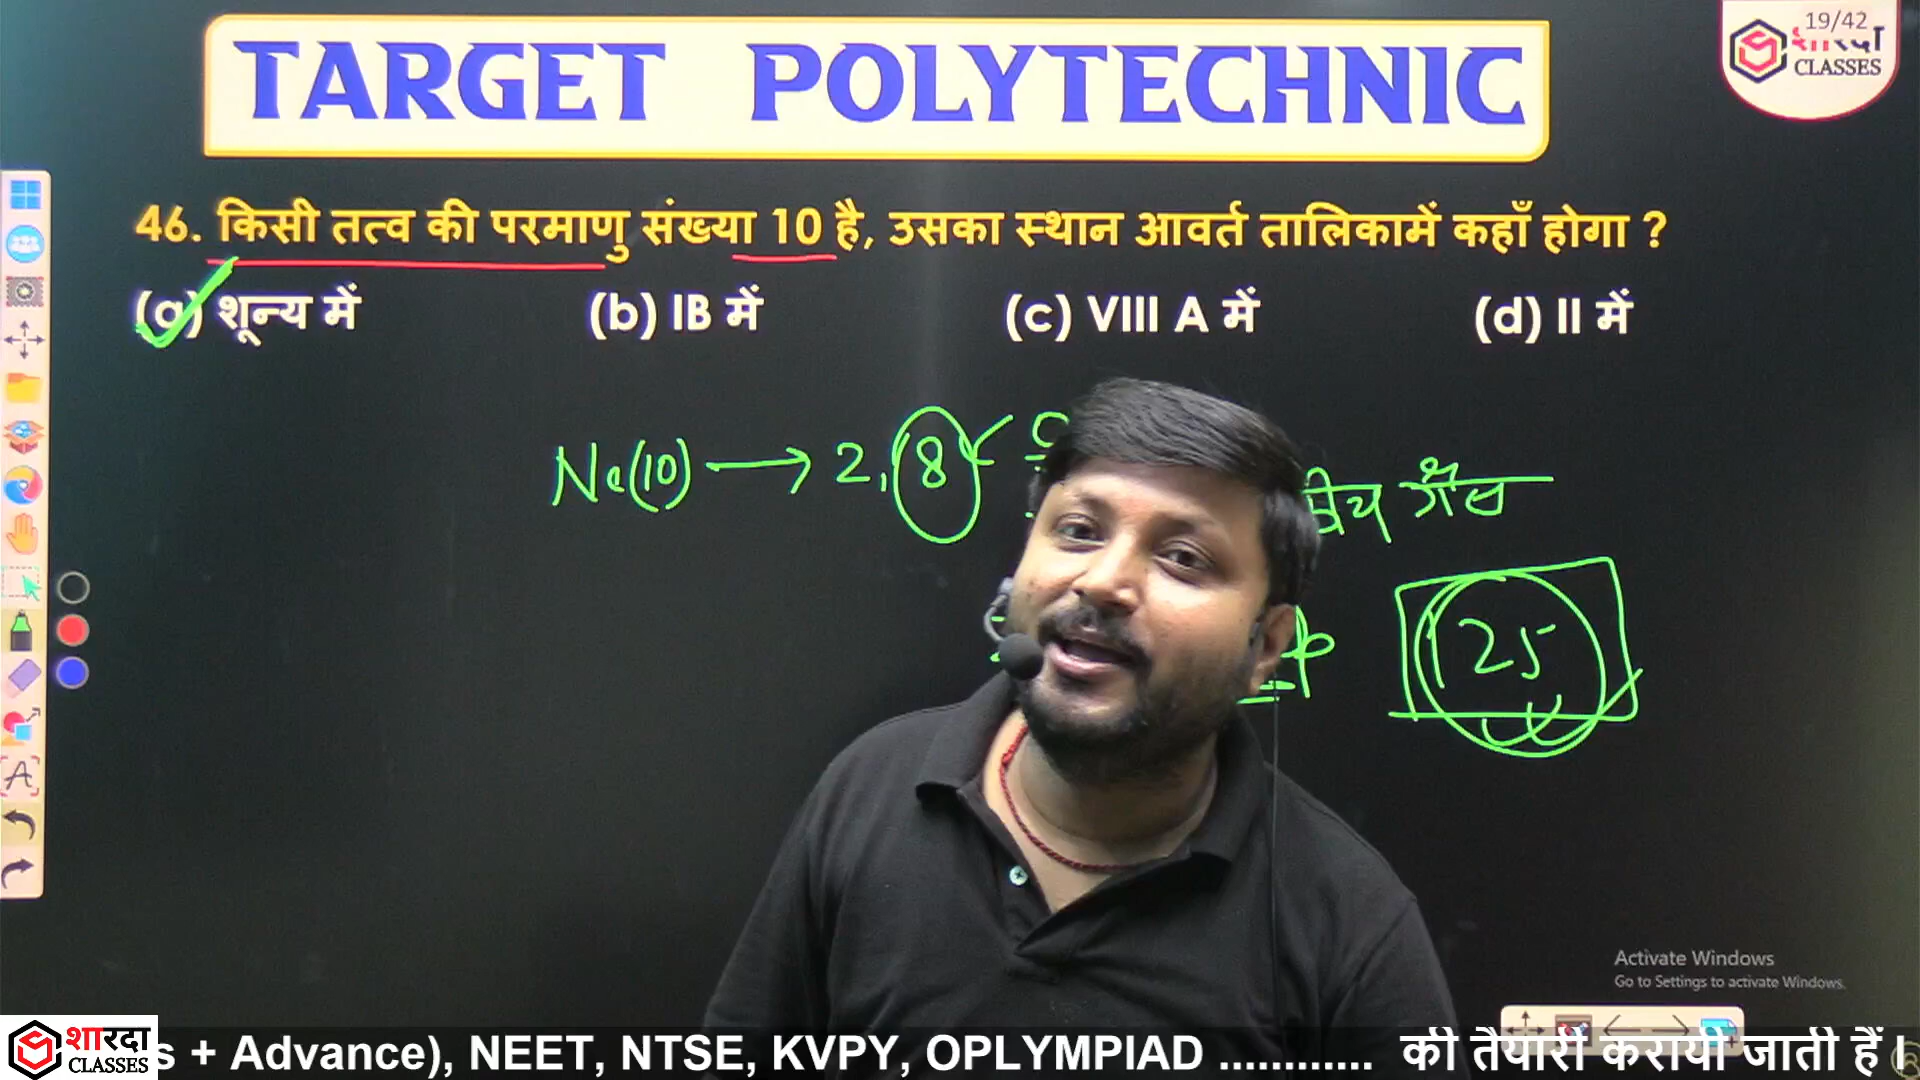 TARGET POLYTECHNIC
19/42
शारदा
CLASSES
46. किसी तत्व की परमाणु संख्या 10 है, उसका स्थान आवर्त तालिकामें कहाँ होगा ?
(a) शून्य में (b) IB में (c) VIII A में (d) II में
Ne(10) → 2, 8
गैस
25
Activate Windows
Go to Settings to activate Windows.
शारदा
CLASSES
s + Advance), NEET, NTSE, KVPY, OPLYMPIAD ............ की तैयारी करायी जाती हैं।